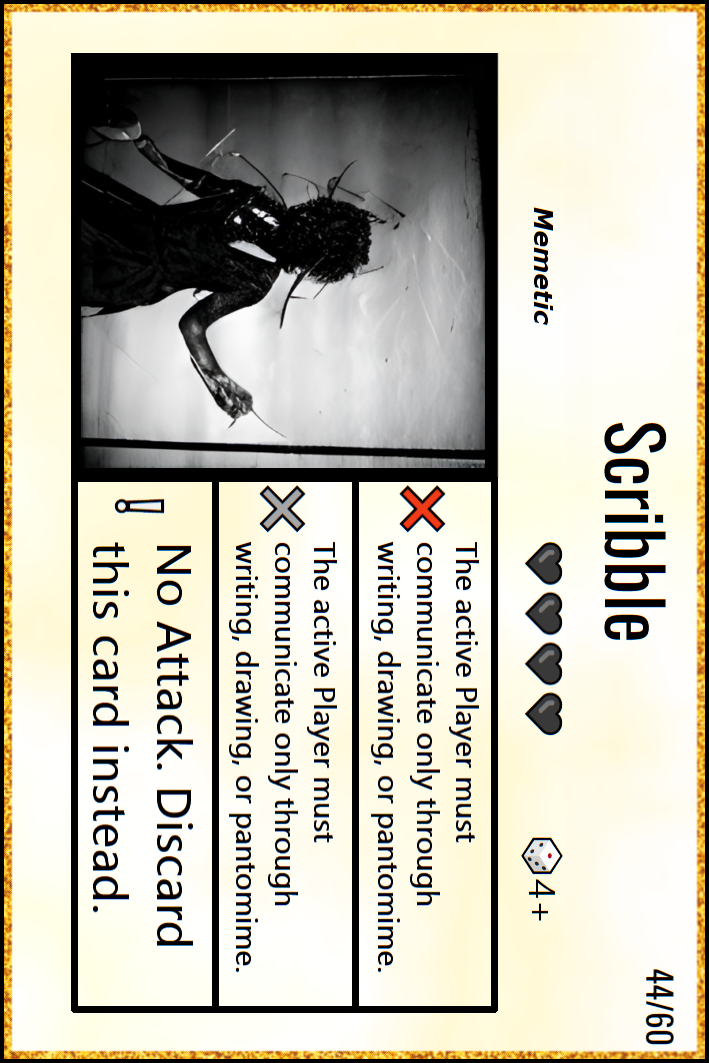 44/60
Scribble
Memetic
4+
The active Player must
communicate only through
writing, drawing, or pantomime.
The active Player must
communicate only through
writing, drawing, or pantomime.
No Attack. Discard
this card instead.